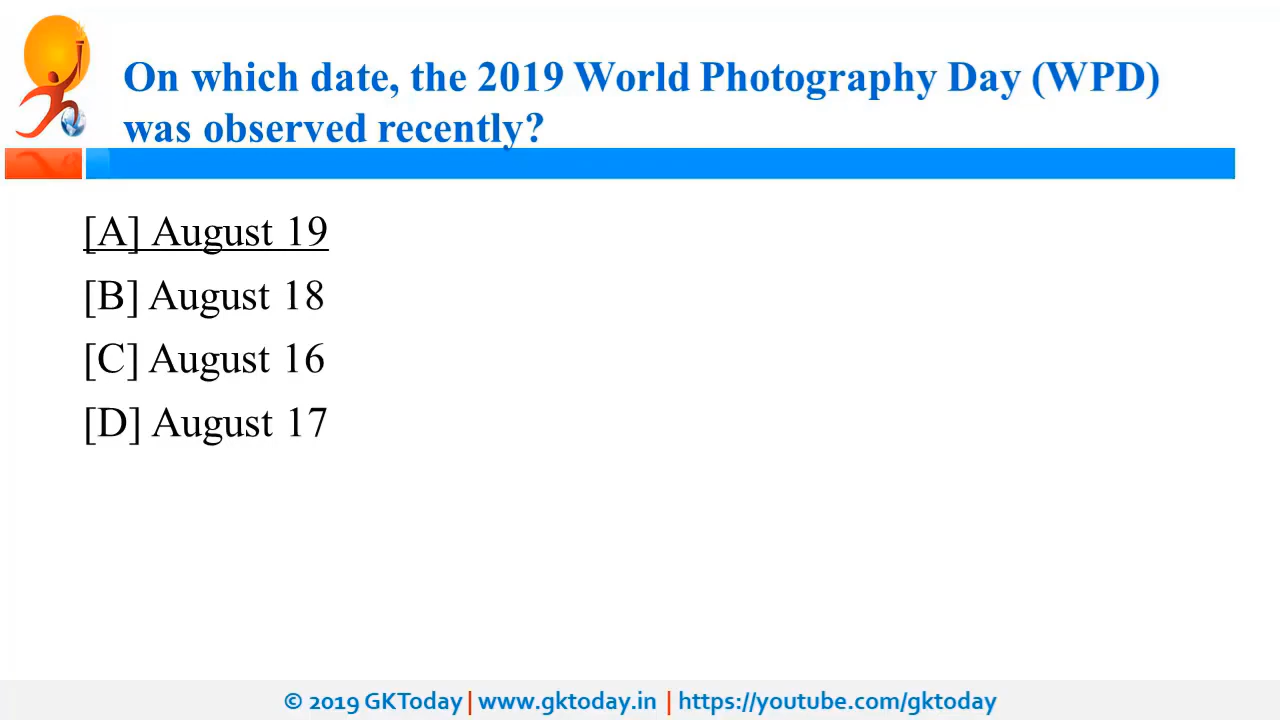 On which date, the 2019 World Photography Day (WPD)
was observed recently?
[A] August 19
[B] August 18
[C] August 16
[D] August 17
© 2019 GKToday | www.gktoday.in | https://youtube.com/gktoday